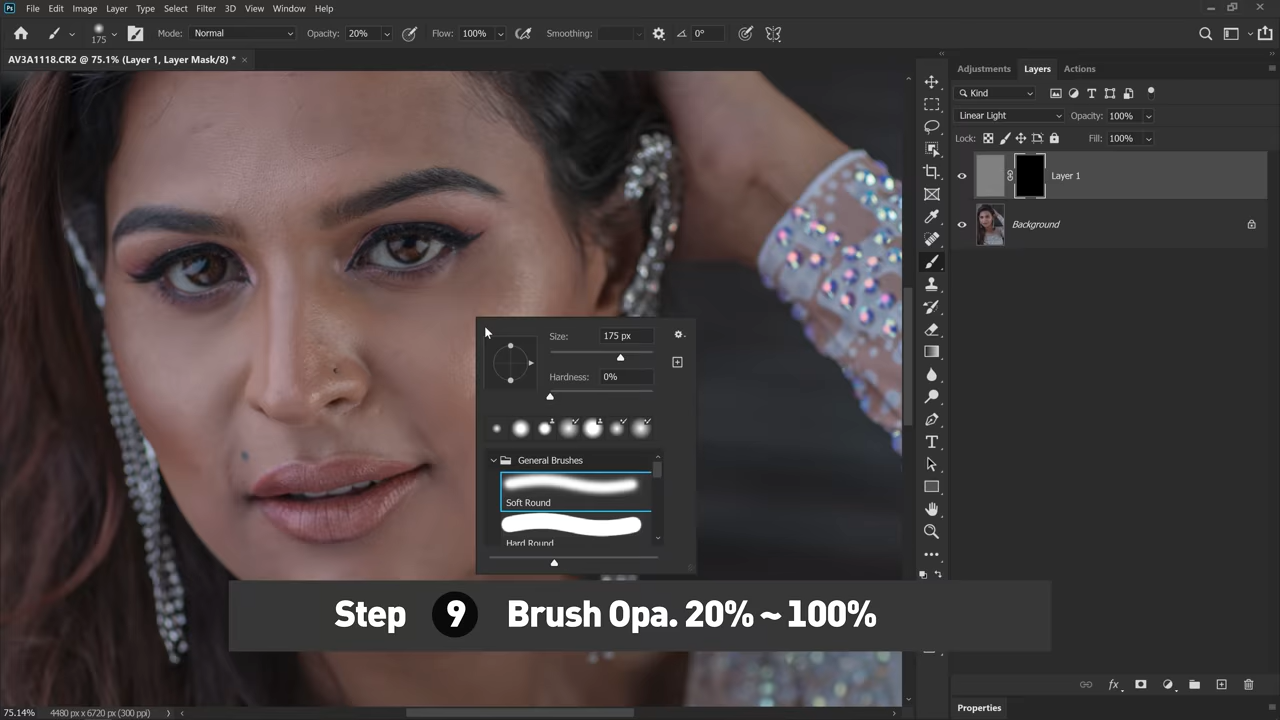 Ps File Edit Image Layer Type Select Filter 3D View Window Help
175 Mode: Normal Opacity: 20% Flow: 100% Smoothing: 0°
AV3A1118.CR2 @ 75.1% (Layer 1, Layer Mask/8) * ×
Adjustments Layers Actions
Kind
Linear Light Opacity: 100%
Lock: Fill: 100%
Layer 1
Background
Size: 175 px
Hardness: 0%
General Brushes
Soft Round
Hard Round
Step 9 Brush Opa. 20% ~ 100%
fx
Properties
75.14% 4480 px x 6720 px (300 ppi)